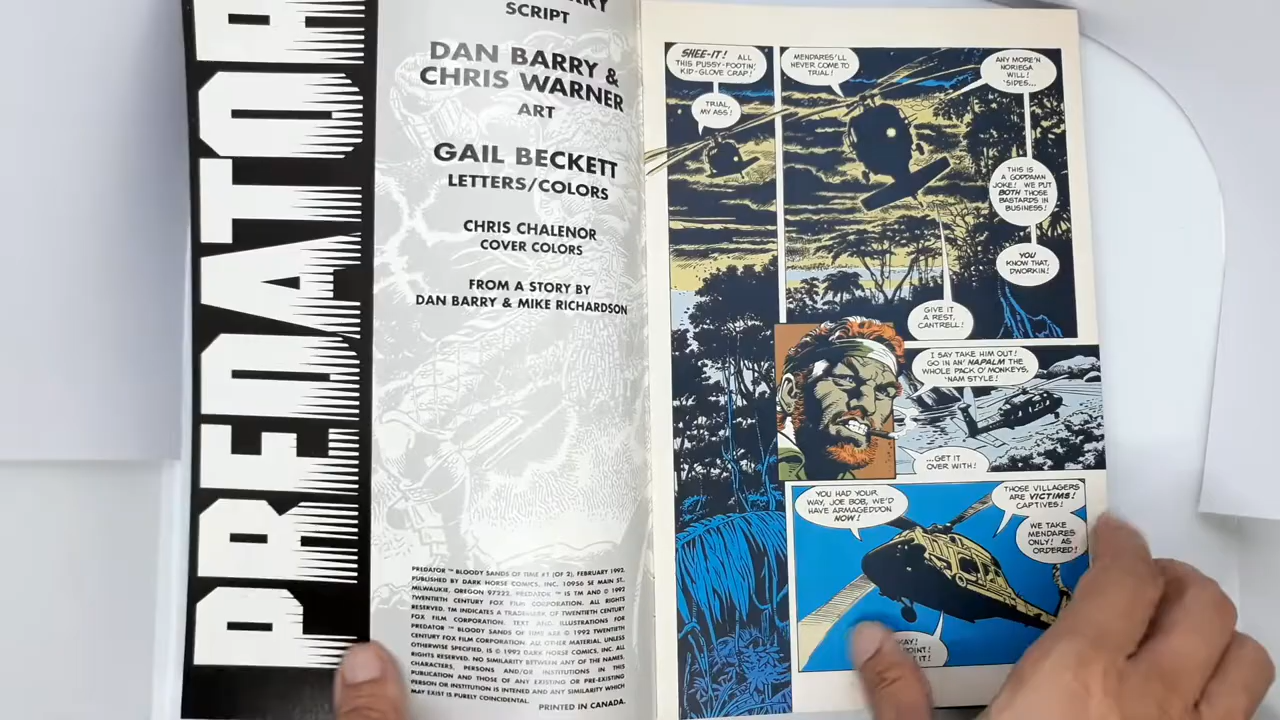 PREDATOR
SCRIPT
DAN BARRY &
CHRIS WARNER
ART
GAIL BECKETT
LETTERS/COLORS
CHRIS CHALENOR
COVER COLORS
FROM A STORY BY
DAN BARRY & MIKE RICHARDSON
PREDATOR™ BLOODY SANDS OF TIME #1 (OF 2), FEBRUARY 1992.
PUBLISHED BY DARK HORSE COMICS, INC. 10956 SE MAIN ST.,
MILWAUKIE, OREGON 97222. PREDATOR™ IS TM AND © 1992
TWENTIETH CENTURY FOX FILM CORPORATION. ALL RIGHTS
RESERVED. TM INDICATES A TRADEMARK OF TWENTIETH CENTURY
FOX FILM CORPORATION. TEXT AND ILLUSTRATIONS FOR
PREDATOR™ BLOODY SANDS OF TIME ARE © 1992 TWENTIETH
CENTURY FOX FILM CORPORATION. ALL OTHER MATERIAL, UNLESS
OTHERWISE SPECIFIED, IS © 1992 DARK HORSE COMICS, INC. ALL
RIGHTS RESERVED. NO SIMILARITY BETWEEN ANY OF THE NAMES,
CHARACTERS, PERSONS AND/OR INSTITUTIONS IN THIS
PUBLICATION AND THOSE OF ANY EXISTING OR PRE-EXISTING
PERSON OR INSTITUTION IS INTENED AND ANY SIMILARITY WHICH
MAY EXIST IS PURELY COINCIDENTAL.
PRINTED IN CANADA.
SHEE-IT! ALL
THIS PUSSY-FOOTIN',
KID-GLOVE CRAP!
TRIAL,
MY ASS!
MENDARES'LL
NEVER COME TO
TRIAL!
ANY MORE'N
NORIEGA
WILL!
'SIDES...
THIS IS
A GODDAMN
JOKE! WE PUT
BOTH THOSE
BASTARDS IN
BUSINESS!
YOU
KNOW THAT,
DWORKIN!
GIVE IT
A REST,
CANTRELL!
I SAY TAKE HIM OUT!
GO IN AN' NAPALM THE
WHOLE PACK O' MONKEYS,
'NAM STYLE!
...GET IT
OVER WITH!
YOU HAD YOUR
WAY, JOE BOB, WE'D
HAVE ARMAGEDDON
NOW!
THOSE VILLAGERS
ARE VICTIMS!
CAPTIVES!
WE TAKE
MENDARES
ONLY! AS
ORDERED!
IT!